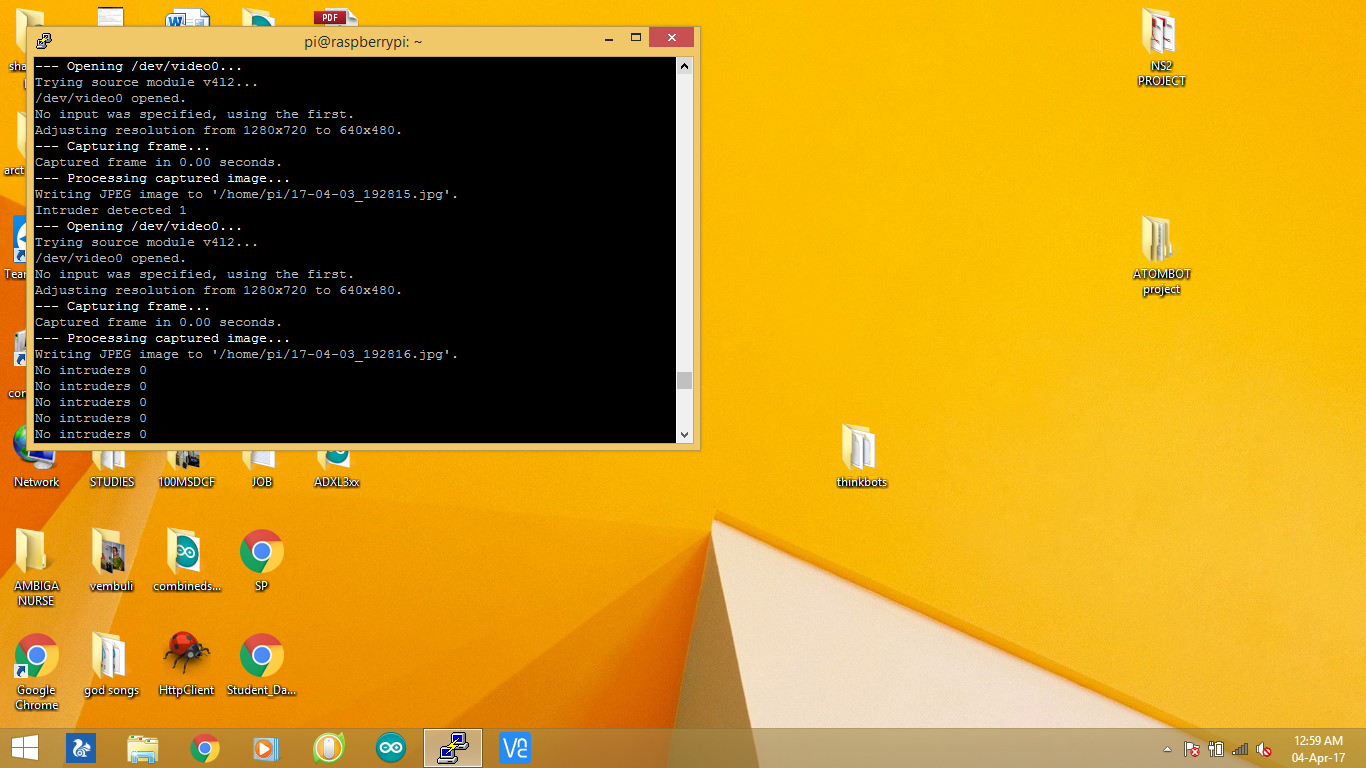 PDF
pi@raspberrypi: ~
--- Opening /dev/video0...
Trying source module v4l2...
/dev/video0 opened.
No input was specified, using the first.
Adjusting resolution from 1280x720 to 640x480.
--- Capturing frame...
Captured frame in 0.00 seconds.
--- Processing captured image...
Writing JPEG image to '/home/pi/17-04-03_192815.jpg'.
Intruder detected 1
--- Opening /dev/video0...
Trying source module v4l2...
/dev/video0 opened.
No input was specified, using the first.
Adjusting resolution from 1280x720 to 640x480.
--- Capturing frame...
Captured frame in 0.00 seconds.
--- Processing captured image...
Writing JPEG image to '/home/pi/17-04-03_192816.jpg'.
No intruders 0
No intruders 0
No intruders 0
No intruders 0
No intruders 0
NS2
PROJECT
ATOMBOT
project
thinkbots
Network
STUDIES
100MSDCF
JOB
ADXL3xx
AMBIGA
NURSE
vembuli
combineds...
SP
Google
Chrome
god songs
HttpClient
Student_Da...
12:59 AM
04-Apr-17